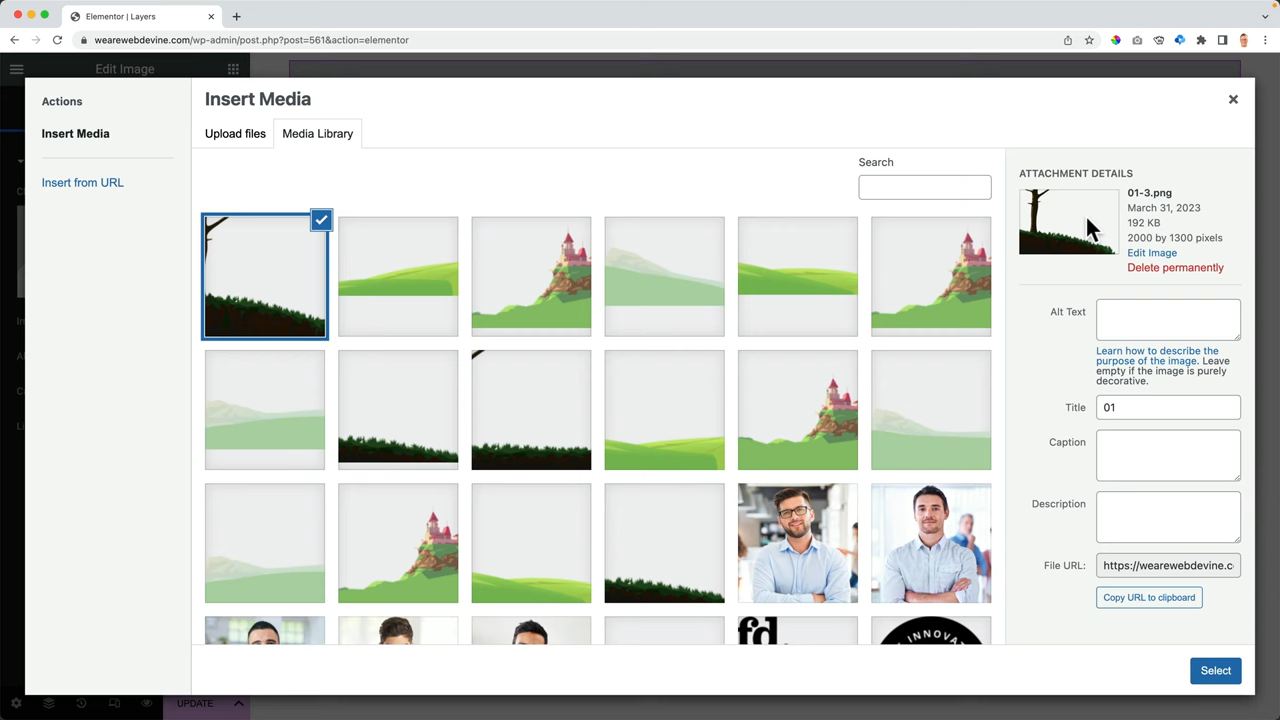 Elementor | Layers
wearewebdevine.com/wp-admin/post.php?post=561&action=elementor
Edit Image
Actions
Insert Media
Insert from URL
Insert Media
Upload files
Media Library
Search
ATTACHMENT DETAILS
01-3.png
March 31, 2023
192 KB
2000 by 1300 pixels
Edit Image
Delete permanently
Alt Text
Learn how to describe the
purpose of the image. Leave
empty if the image is purely
decorative.
Title
01
Caption
Description
File URL:
https://wearewebdevine.c
Copy URL to clipboard
fd.
INNOVA
Select
UPDATE